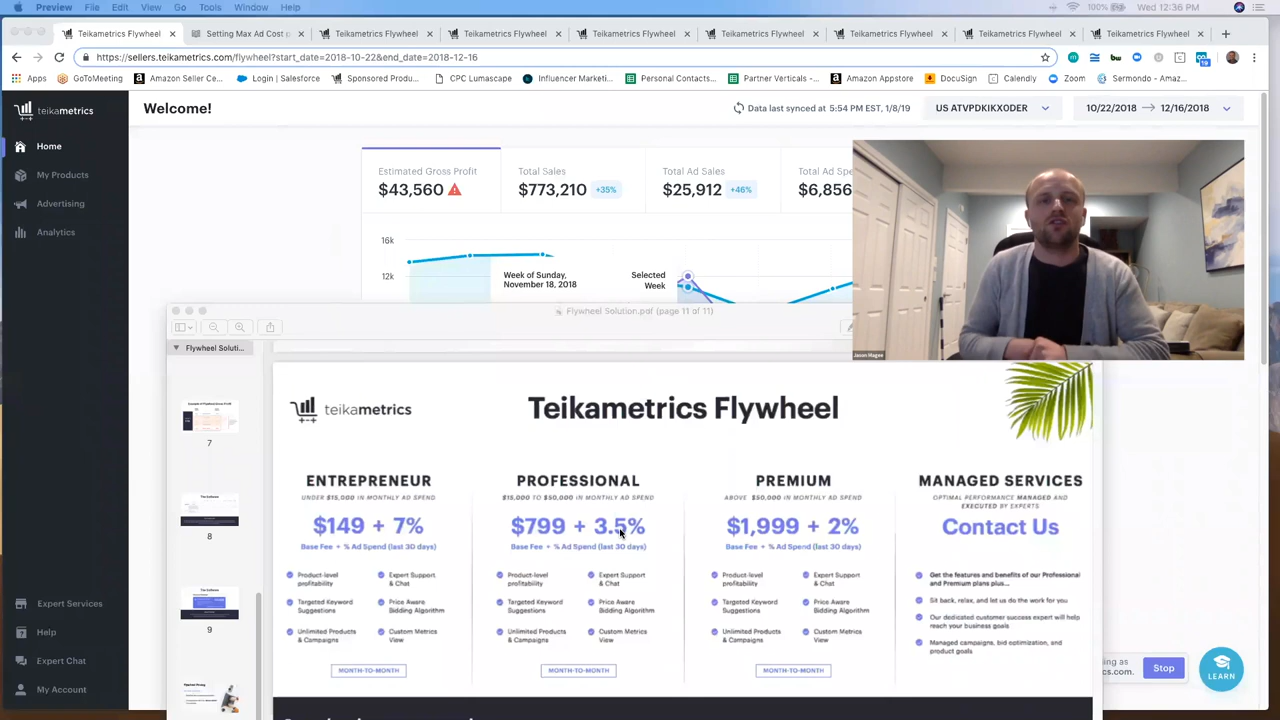 Preview File Edit View Go Tools Window Help
100% Wed 12:36 PM
Teikametrics Flywheel
Setting Max Ad Cost p
Teikametrics Flywheel
Teikametrics Flywheel
Teikametrics Flywheel
Teikametrics Flywheel
Teikametrics Flywheel
Teikametrics Flywheel
Teikametrics Flywheel
https://sellers.teikametrics.com/flywheel?start_date=2018-10-22&end_date=2018-12-16
Apps
GoToMeeting
Amazon Seller Ce...
Login | Salesforce
Sponsored Produ...
CPC Lumascape
Influencer Marketi...
Personal Contacts...
Partner Verticals -...
Amazon Appstore
DocuSign
Calendly
Zoom
Sermondo - Amaz...
teikametrics
Welcome!
Data last synced at 5:54 PM EST, 1/8/19
US ATVPDKIKX0DER
10/22/2018 → 12/16/2018
Home
My Products
Advertising
Analytics
Expert Services
Help
Expert Chat
My Account
Estimated Gross Profit
$43,560
Total Sales
$773,210 +35%
Total Ad Sales
$25,912 +46%
Total Ad Spe
$6,856
16k
12k
Week of Sunday,
November 18, 2018
Selected
Week
Jason Magee
Flywheel Solution.pdf (page 11 of 11)
Flywheel Soluti...
7
8
9
teikametrics
Teikametrics Flywheel
ENTREPRENEUR
UNDER $15,000 IN MONTHLY AD SPEND
$149 + 7%
Base Fee + % Ad Spend (last 30 days)
Product-level
profitability
Expert Support
& Chat
Targeted Keyword
Suggestions
Price Aware
Bidding Algorithm
Unlimited Products
& Campaigns
Custom Metrics
View
MONTH-TO-MONTH
PROFESSIONAL
$15,000 TO $50,000 IN MONTHLY AD SPEND
$799 + 3.5%
Base Fee + % Ad Spend (last 30 days)
Product-level
profitability
Expert Support
& Chat
Targeted Keyword
Suggestions
Price Aware
Bidding Algorithm
Unlimited Products
& Campaigns
Custom Metrics
View
MONTH-TO-MONTH
PREMIUM
ABOVE $50,000 IN MONTHLY AD SPEND
$1,999 + 2%
Base Fee + % Ad Spend (last 30 days)
Product-level
profitability
Expert Support
& Chat
Targeted Keyword
Suggestions
Price Aware
Bidding Algorithm
Unlimited Products
& Campaigns
Custom Metrics
View
MONTH-TO-MONTH
MANAGED SERVICES
OPTIMAL PERFORMANCE MANAGED AND
EXECUTED BY EXPERTS
Contact Us
Get the features and benefits of our Professional
and Premium plans plus...
Sit back, relax, and let us do the work for you
Our dedicated customer success expert will help
reach your business goals
Managed campaigns, bid optimization, and
product goals
ing as
cs.com.
Stop
LEARN